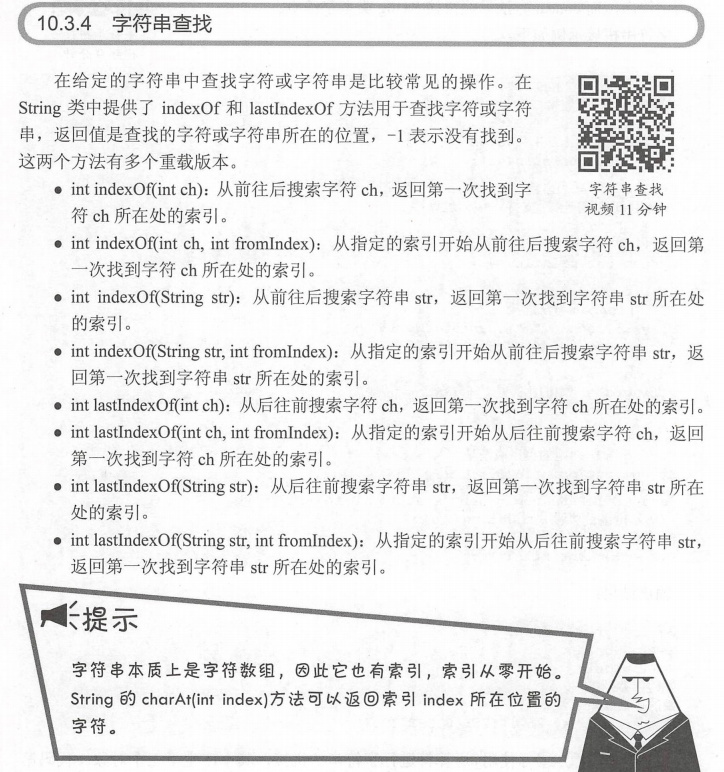 10.3.4 字符串查找
在给定的字符串中查找字符或字符串是比较常见的操作。在
String 类中提供了 indexOf 和 lastIndexOf 方法用于查找字符或字符
串，返回值是查找的字符或字符串所在的位置，-1 表示没有找到。
这两个方法有多个重载版本。
字符串查找
视频 11 分钟
● int indexOf(int ch)：从前往后搜索字符 ch，返回第一次找到字
符 ch 所在处的索引。
● int indexOf(int ch, int fromIndex)：从指定的索引开始从前往后搜索字符 ch，返回第
一次找到字符 ch 所在处的索引。
● int indexOf(String str)：从前往后搜索字符串 str，返回第一次找到字符串 str 所在处
的索引。
● int indexOf(String str, int fromIndex)：从指定的索引开始从前往后搜索字符串 str，返
回第一次找到字符串 str 所在处的索引。
● int lastIndexOf(int ch)：从后往前搜索字符 ch，返回第一次找到字符 ch 所在处的索引。
● int lastIndexOf(int ch, int fromIndex)：从指定的索引开始从后往前搜索字符 ch，返回
第一次找到字符 ch 所在处的索引。
● int lastIndexOf(String str)：从后往前搜索字符串 str，返回第一次找到字符串 str 所在
处的索引。
● int lastIndexOf(String str, int fromIndex)：从指定的索引开始从后往前搜索字符串 str，
返回第一次找到字符串 str 所在处的索引。
提示
字符串本质上是字符数组，因此它也有索引，索引从零开始。
String 的 charAt(int index)方法可以返回索引 index 所在位置的
字符。